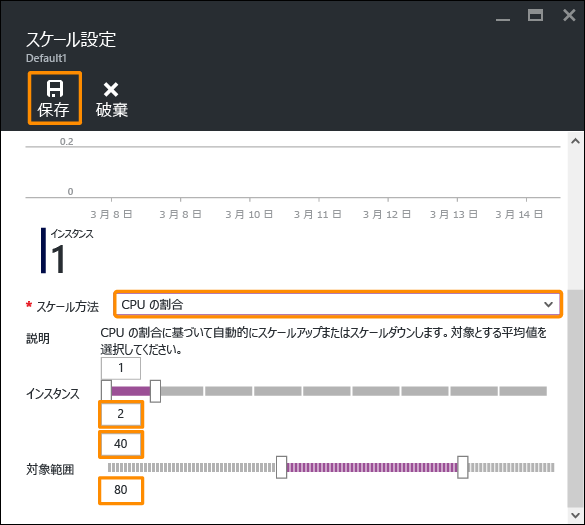 スケール設定
Default1
保存
破棄
0.2
0
3 月 8 日 3 月 8 日 3 月 10 日 3 月 11 日 3 月 12 日 3 月 13 日 3 月 14 日
インスタンス
1
* スケール方法 CPU の割合
説明 CPU の割合に基づいて自動的にスケールアップまたはスケールダウンします。対象とする平均値を
選択してください。
1
インスタンス
2
40
対象範囲
80